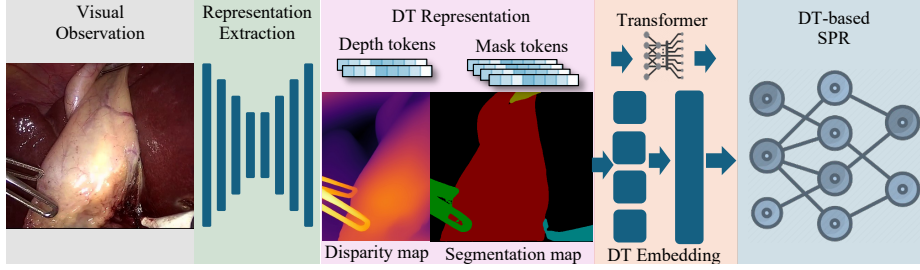 Visual
Observation
Representation
Extraction
DT Representation
Depth tokens
Mask tokens
Disparity map
Segmentation map
Transformer
DT Embedding
DT-based
SPR